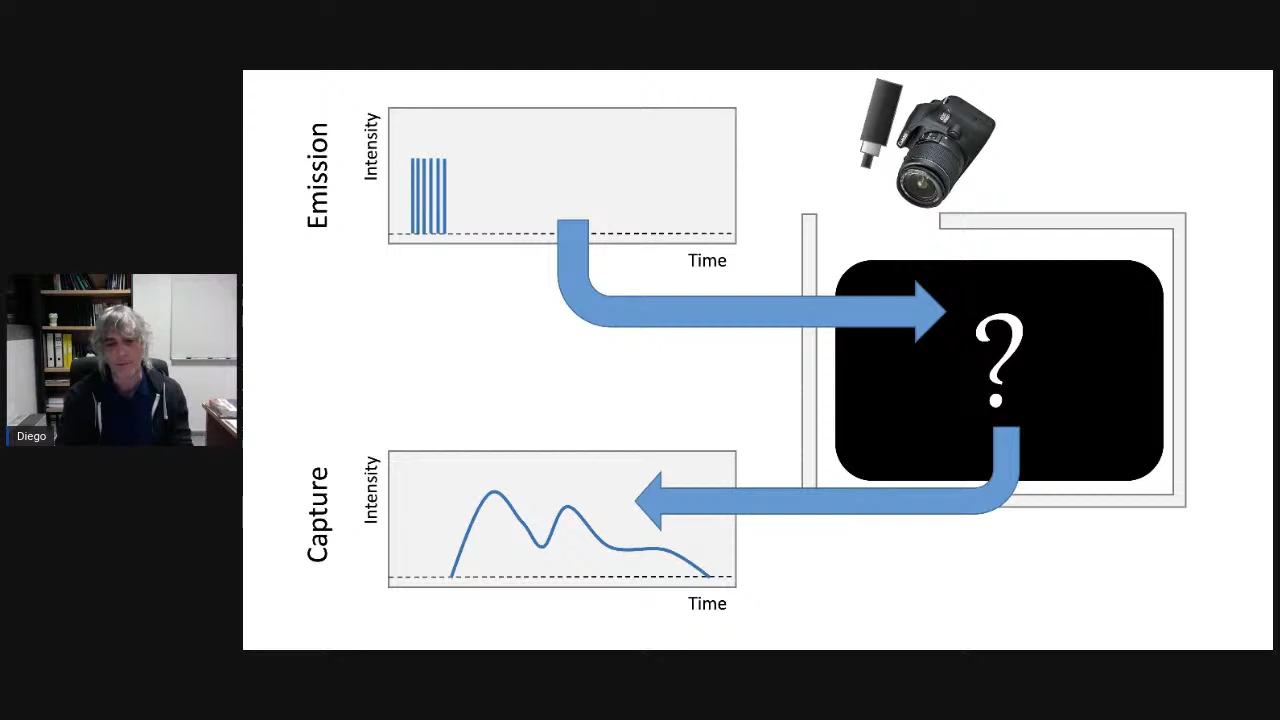 Emission
Intensity
Time
?
Diego
Capture
Intensity
Time